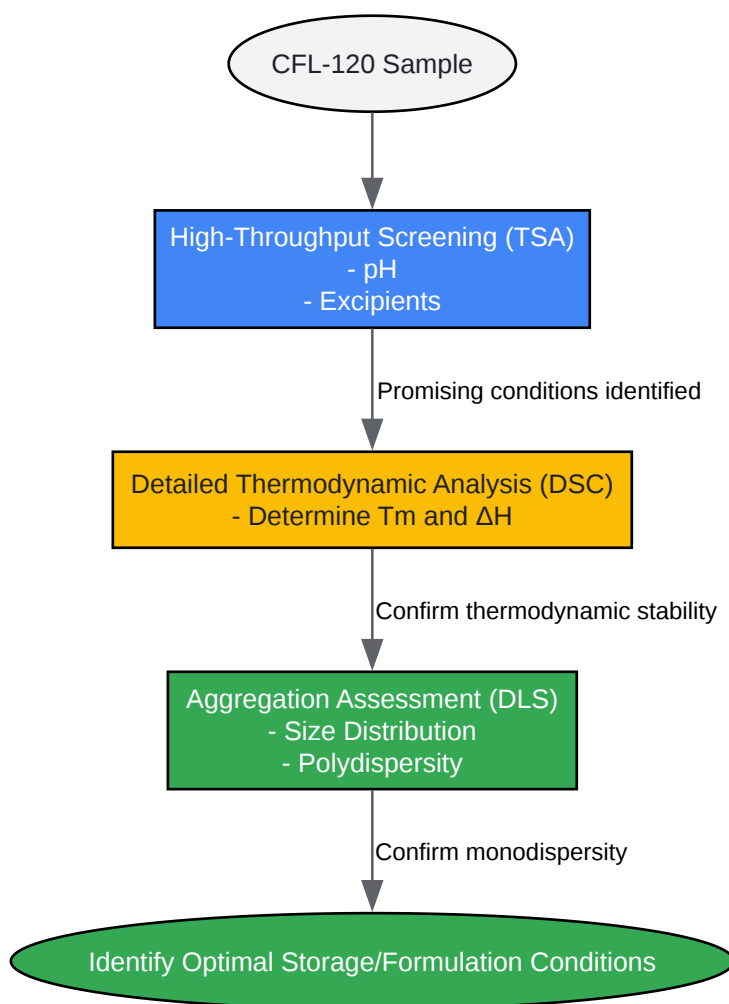 CFL-120 Sample
High-Throughput Screening (TSA)
- pH
- Excipients
Promising conditions identified
Detailed Thermodynamic Analysis (DSC)
- Determine Tm and ΔH
Confirm thermodynamic stability
Aggregation Assessment (DLS)
- Size Distribution
- Polydispersity
Confirm monodispersity
Identify Optimal Storage/Formulation Conditions